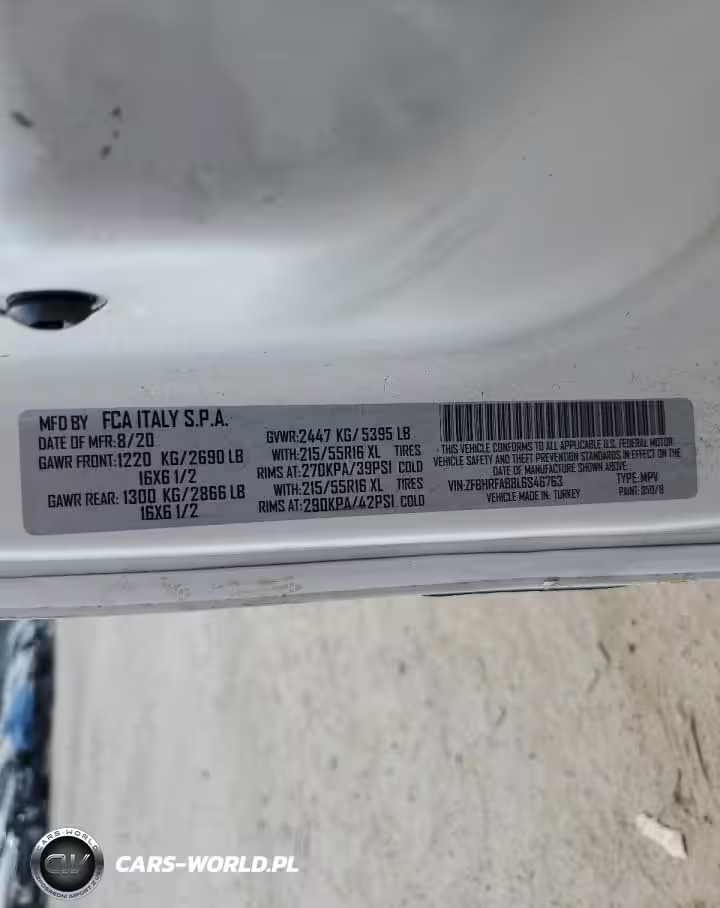 MFD BY FCA ITALY S.P.A.
DATE OF MFR:8/20
GAWR FRONT:1220 KG/2690 LB
16X6 1/2
GAWR REAR: 1300 KG/2866 LB
16X6 1/2
GVWR:2447 KG/5395 LB
WITH:215/55R16 XL TIRES
RIMS AT:270KPA/39PSI COLD
WITH:215/55R16 XL TIRES
RIMS AT:290KPA/42PSI COLD
THIS VEHICLE CONFORMS TO ALL APPLICABLE U.S. FEDERAL MOTOR
VEHICLE SAFETY AND THEFT PREVENTION STANDARDS IN EFFECT ON THE
DATE OF MANUFACTURE SHOWN ABOVE.
VIN:ZFBHRFAB8L6S46763 TYPE: MPV
VEHICLE MADE IN: TURKEY PAINT: 050/8
CARS-WORLD
CW
CARS-WORLD.PL